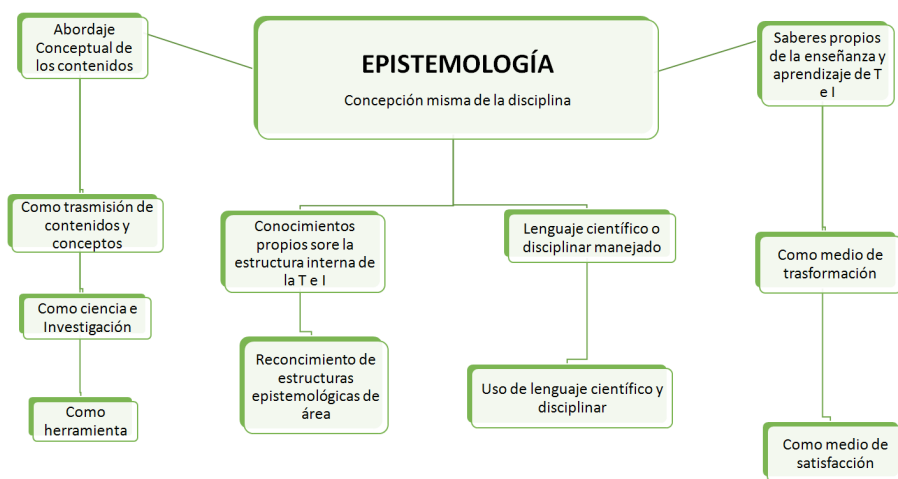 Abordaje
Conceptual de
los contenidos
EPISTEMOLOGÍA
Concepción misma de la disciplina
Saberes propios
de la enseñanza y
aprendizaje de T
e I
Como trasmisión de
contenidos y
conceptos
Conocimientos
propios sore la
estructura interna de
la T e I
Lenguaje científico o
disciplinar manejado
Como medio de
trasformación
Como ciencia e
Investigación
Reconcimiento de
estructuras
epistemológicas de
área
Uso de lenguaje científico y
disciplinar
Como
herramienta
Como medio de
satisfacción